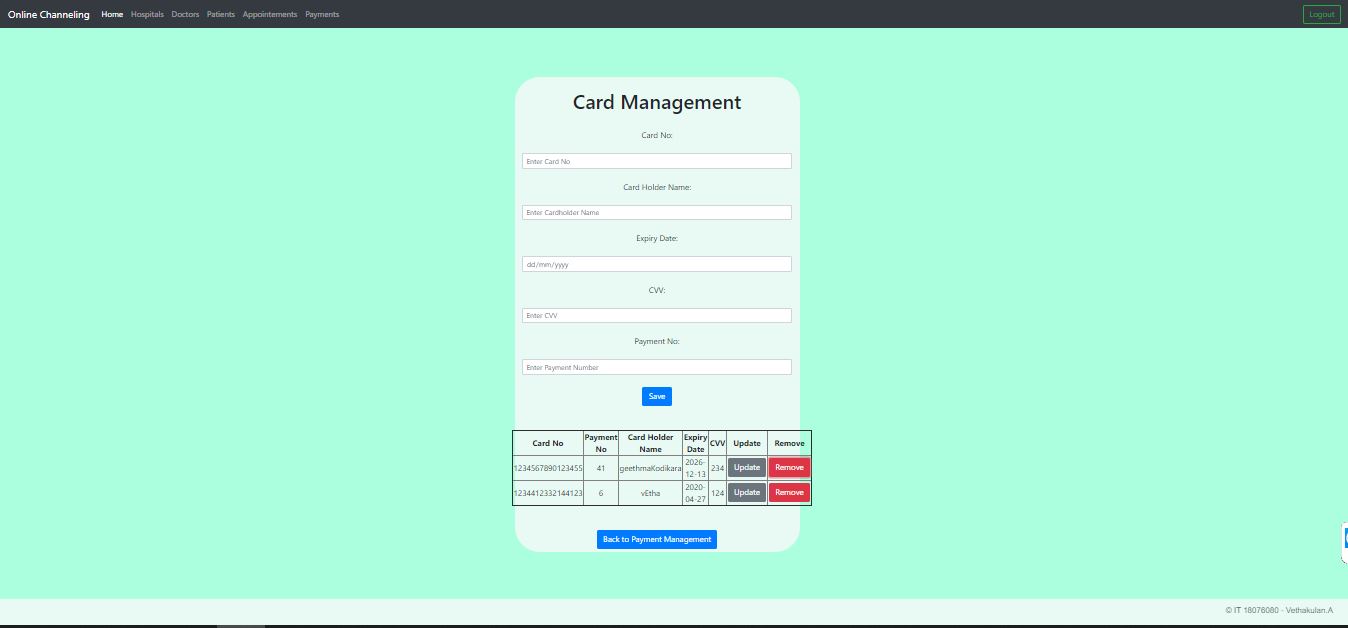 Online Channeling Home Hospitals Doctors Patients Appointements Payments Logout
Card Management
Card No:
Enter Card No
Card Holder Name:
Enter Cardholder Name
Expiry Date:
dd/mm/yyyy
CVV:
Enter CVV
Payment No:
Enter Payment Number
Save
Card No Payment No Card Holder Name Expiry Date CVV Update Remove
1234567890123455 41 geethmaKodikara 2026-12-13 234 Update Remove
1234412332144123 6 vEtha 2020-04-27 124 Update Remove
Back to Payment Management
© IT 18076080 - Vethakulan.A